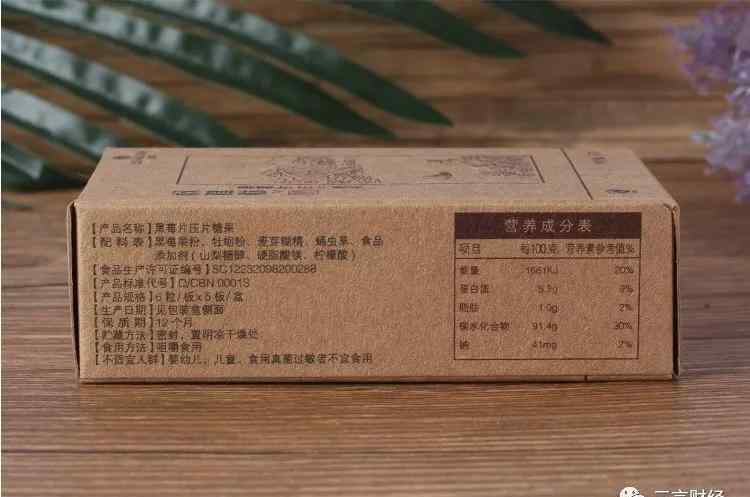 【产品名称】黑莓片压片糖果
【配 料 表】黑莓果粉、牡蛎粉、麦芽糊精、蛹虫草、食品
添加剂（山梨糖醇、硬脂酸镁、柠檬酸）
【食品生产许可证编号】SC12232098200280
【产品标准代号】Q/CBN 0001S
【产品规格】6 粒/板 x 5 板/盒
【生产日期】见包装盒侧面
【保 质 期】12 个月
【贮藏方法】密封，置阴凉干燥处
【食用方法】咀嚼食用
【不适宜人群】婴幼儿、儿童、食用真菌过敏者不宜食用
营养成分表
项目 每100克 营养素参考值%
能量 1661KJ 20%
蛋白质
脂肪 1.0g 2%
碳水化合物 91.4g 30%
钠 41mg 2%
三言财经